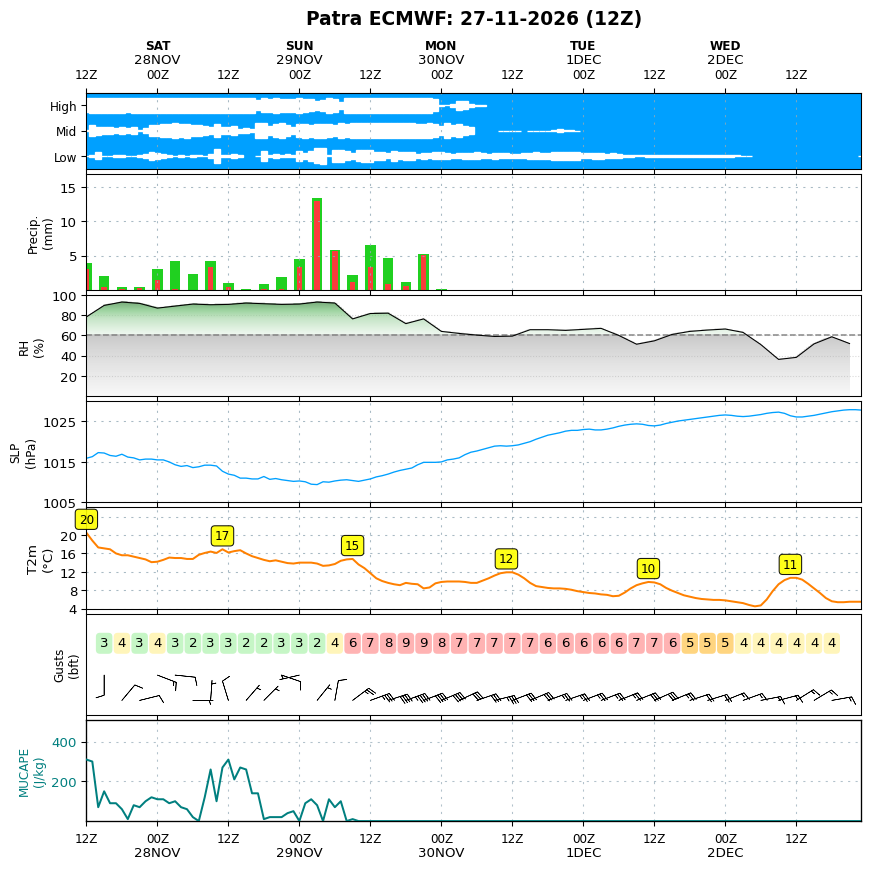 Patra ECMWF: 27-11-2026 (12Z)
SAT SUN MON TUE WED
28NOV 29NOV 30NOV 1DEC 2DEC
12Z 00Z 12Z 00Z 12Z 00Z 12Z 00Z 12Z 00Z 12Z
High
Mid
Low
Precip.
(mm)
15
10
5
RH
(%)
100
80
60
40
20
SLP
(hPa)
1025
1015
1005
T2m
(°C)
20
16
12
8
4
20 17 15 12 10 11
Gusts
(bft)
3 4 3 4 3 2 3 3 2 2 3 3 2 4 6 7 8 9 9 8 7 7 7 7 7 6 6 6 6 6 7 7 6 5 5 5 4 4 4 4 4 4
MUCAPE
(J/kg)
400
200
12Z 00Z 12Z 00Z 12Z 00Z 12Z 00Z 12Z 00Z 12Z
28NOV 29NOV 30NOV 1DEC 2DEC